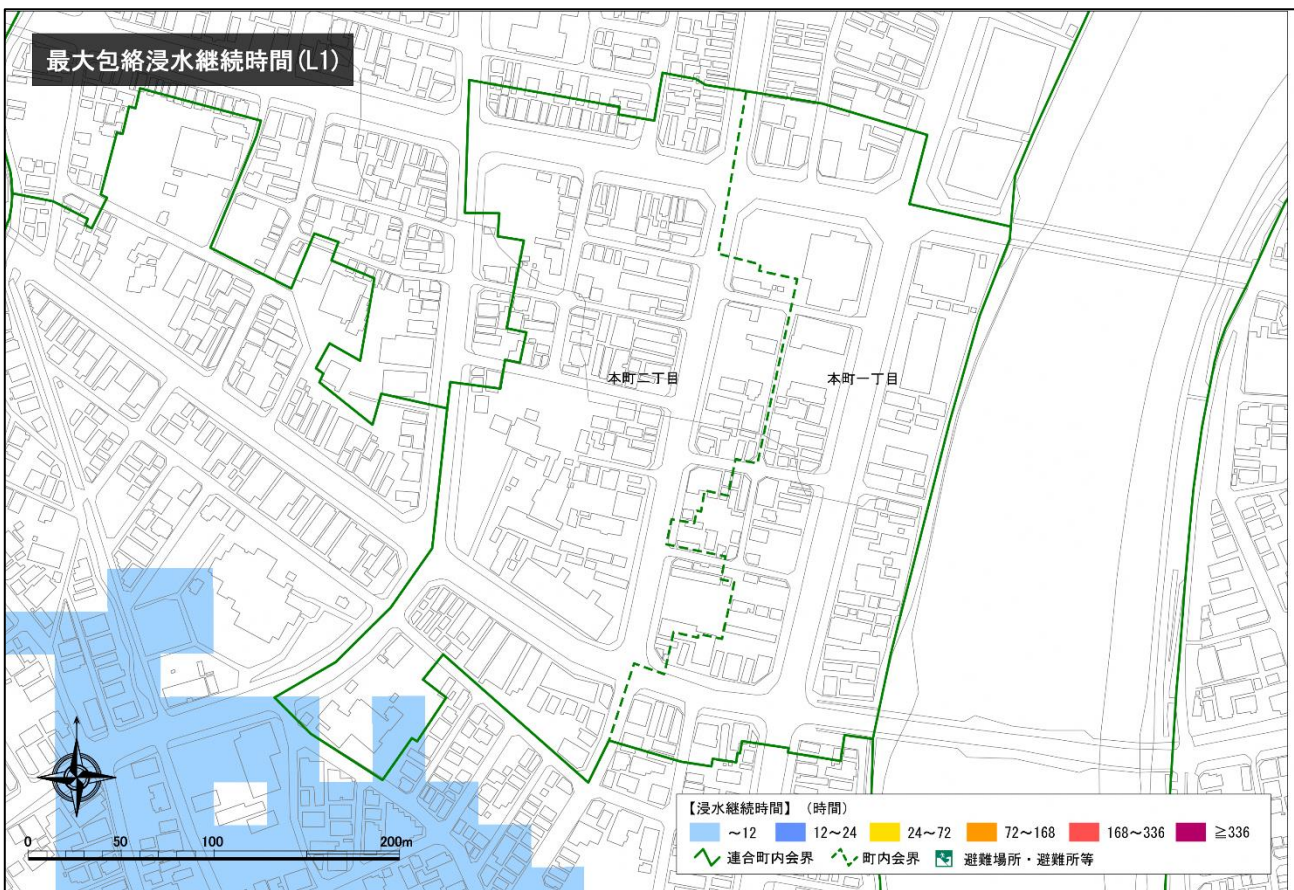 最大包絡浸水継続時間(L1)
本町二丁目
本町一丁目
0 50 100 200m
【浸水継続時間】 (時間)
~12 12~24 24~72 72~168 168~336 ≧336
連合町内会界 町内会界 避難場所・避難所等